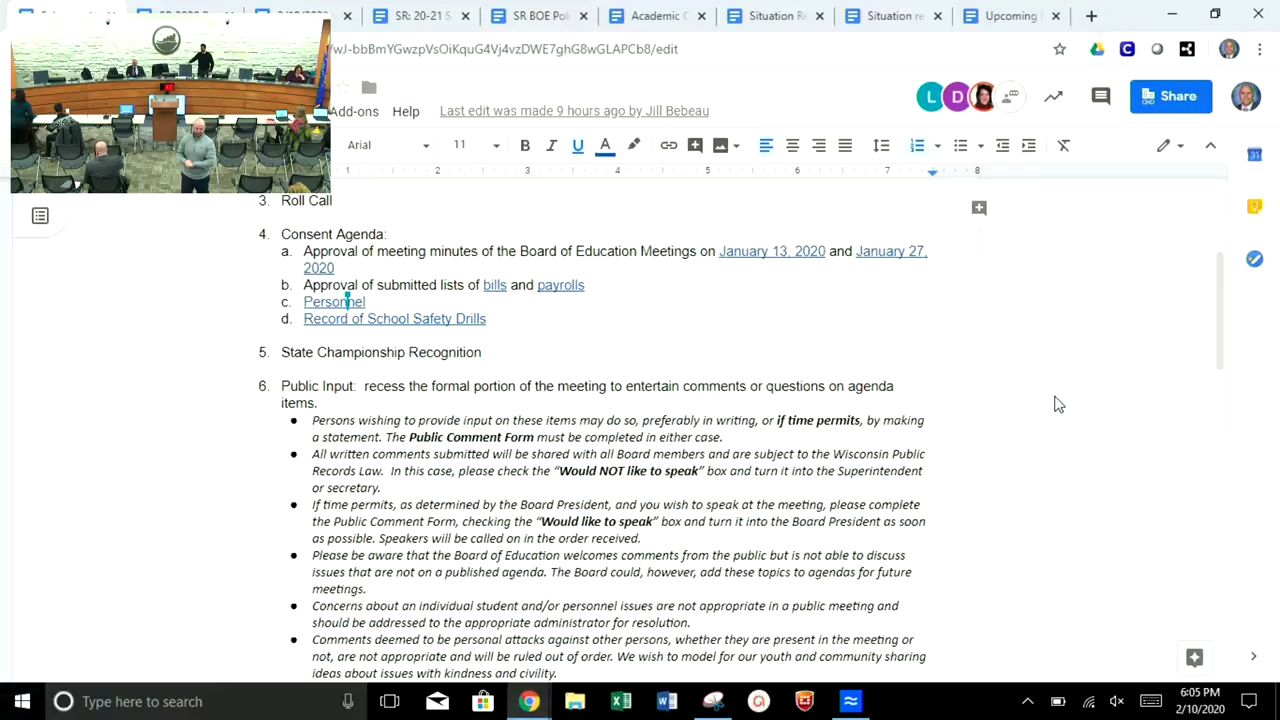 SR: 20-21 S
SR BOE Pol
Academic C
Situation Re
Situation re
Upcoming
wJ-bbBmYGwzpVsOiKquG4Vj4vzDWE7ghG8wGLAPCb8/edit
Add-ons Help Last edit was made 9 hours ago by Jill Bebeau
L D
Share
Arial 11 B I U A
1 2 3 4 5 6 7 8
31
3. Roll Call
4. Consent Agenda:
a. Approval of meeting minutes of the Board of Education Meetings on January 13, 2020 and January 27,
2020
b. Approval of submitted lists of bills and payrolls
c. Personnel
d. Record of School Safety Drills
5. State Championship Recognition
6. Public Input: recess the formal portion of the meeting to entertain comments or questions on agenda
items.
● Persons wishing to provide input on these items may do so, preferably in writing, or if time permits, by making
a statement. The Public Comment Form must be completed in either case.
● All written comments submitted will be shared with all Board members and are subject to the Wisconsin Public
Records Law. In this case, please check the “Would NOT like to speak” box and turn it into the Superintendent
or secretary.
● If time permits, as determined by the Board President, and you wish to speak at the meeting, please complete
the Public Comment Form, checking the “Would like to speak” box and turn it into the Board President as soon
as possible. Speakers will be called on in the order received.
● Please be aware that the Board of Education welcomes comments from the public but is not able to discuss
issues that are not on a published agenda. The Board could, however, add these topics to agendas for future
meetings.
● Concerns about an individual student and/or personnel issues are not appropriate in a public meeting and
should be addressed to the appropriate administrator for resolution.
● Comments deemed to be personal attacks against other persons, whether they are present in the meeting or
not, are not appropriate and will be ruled out of order. We wish to model for our youth and community sharing
ideas about issues with kindness and civility.
Type here to search
6:05 PM
2/10/2020